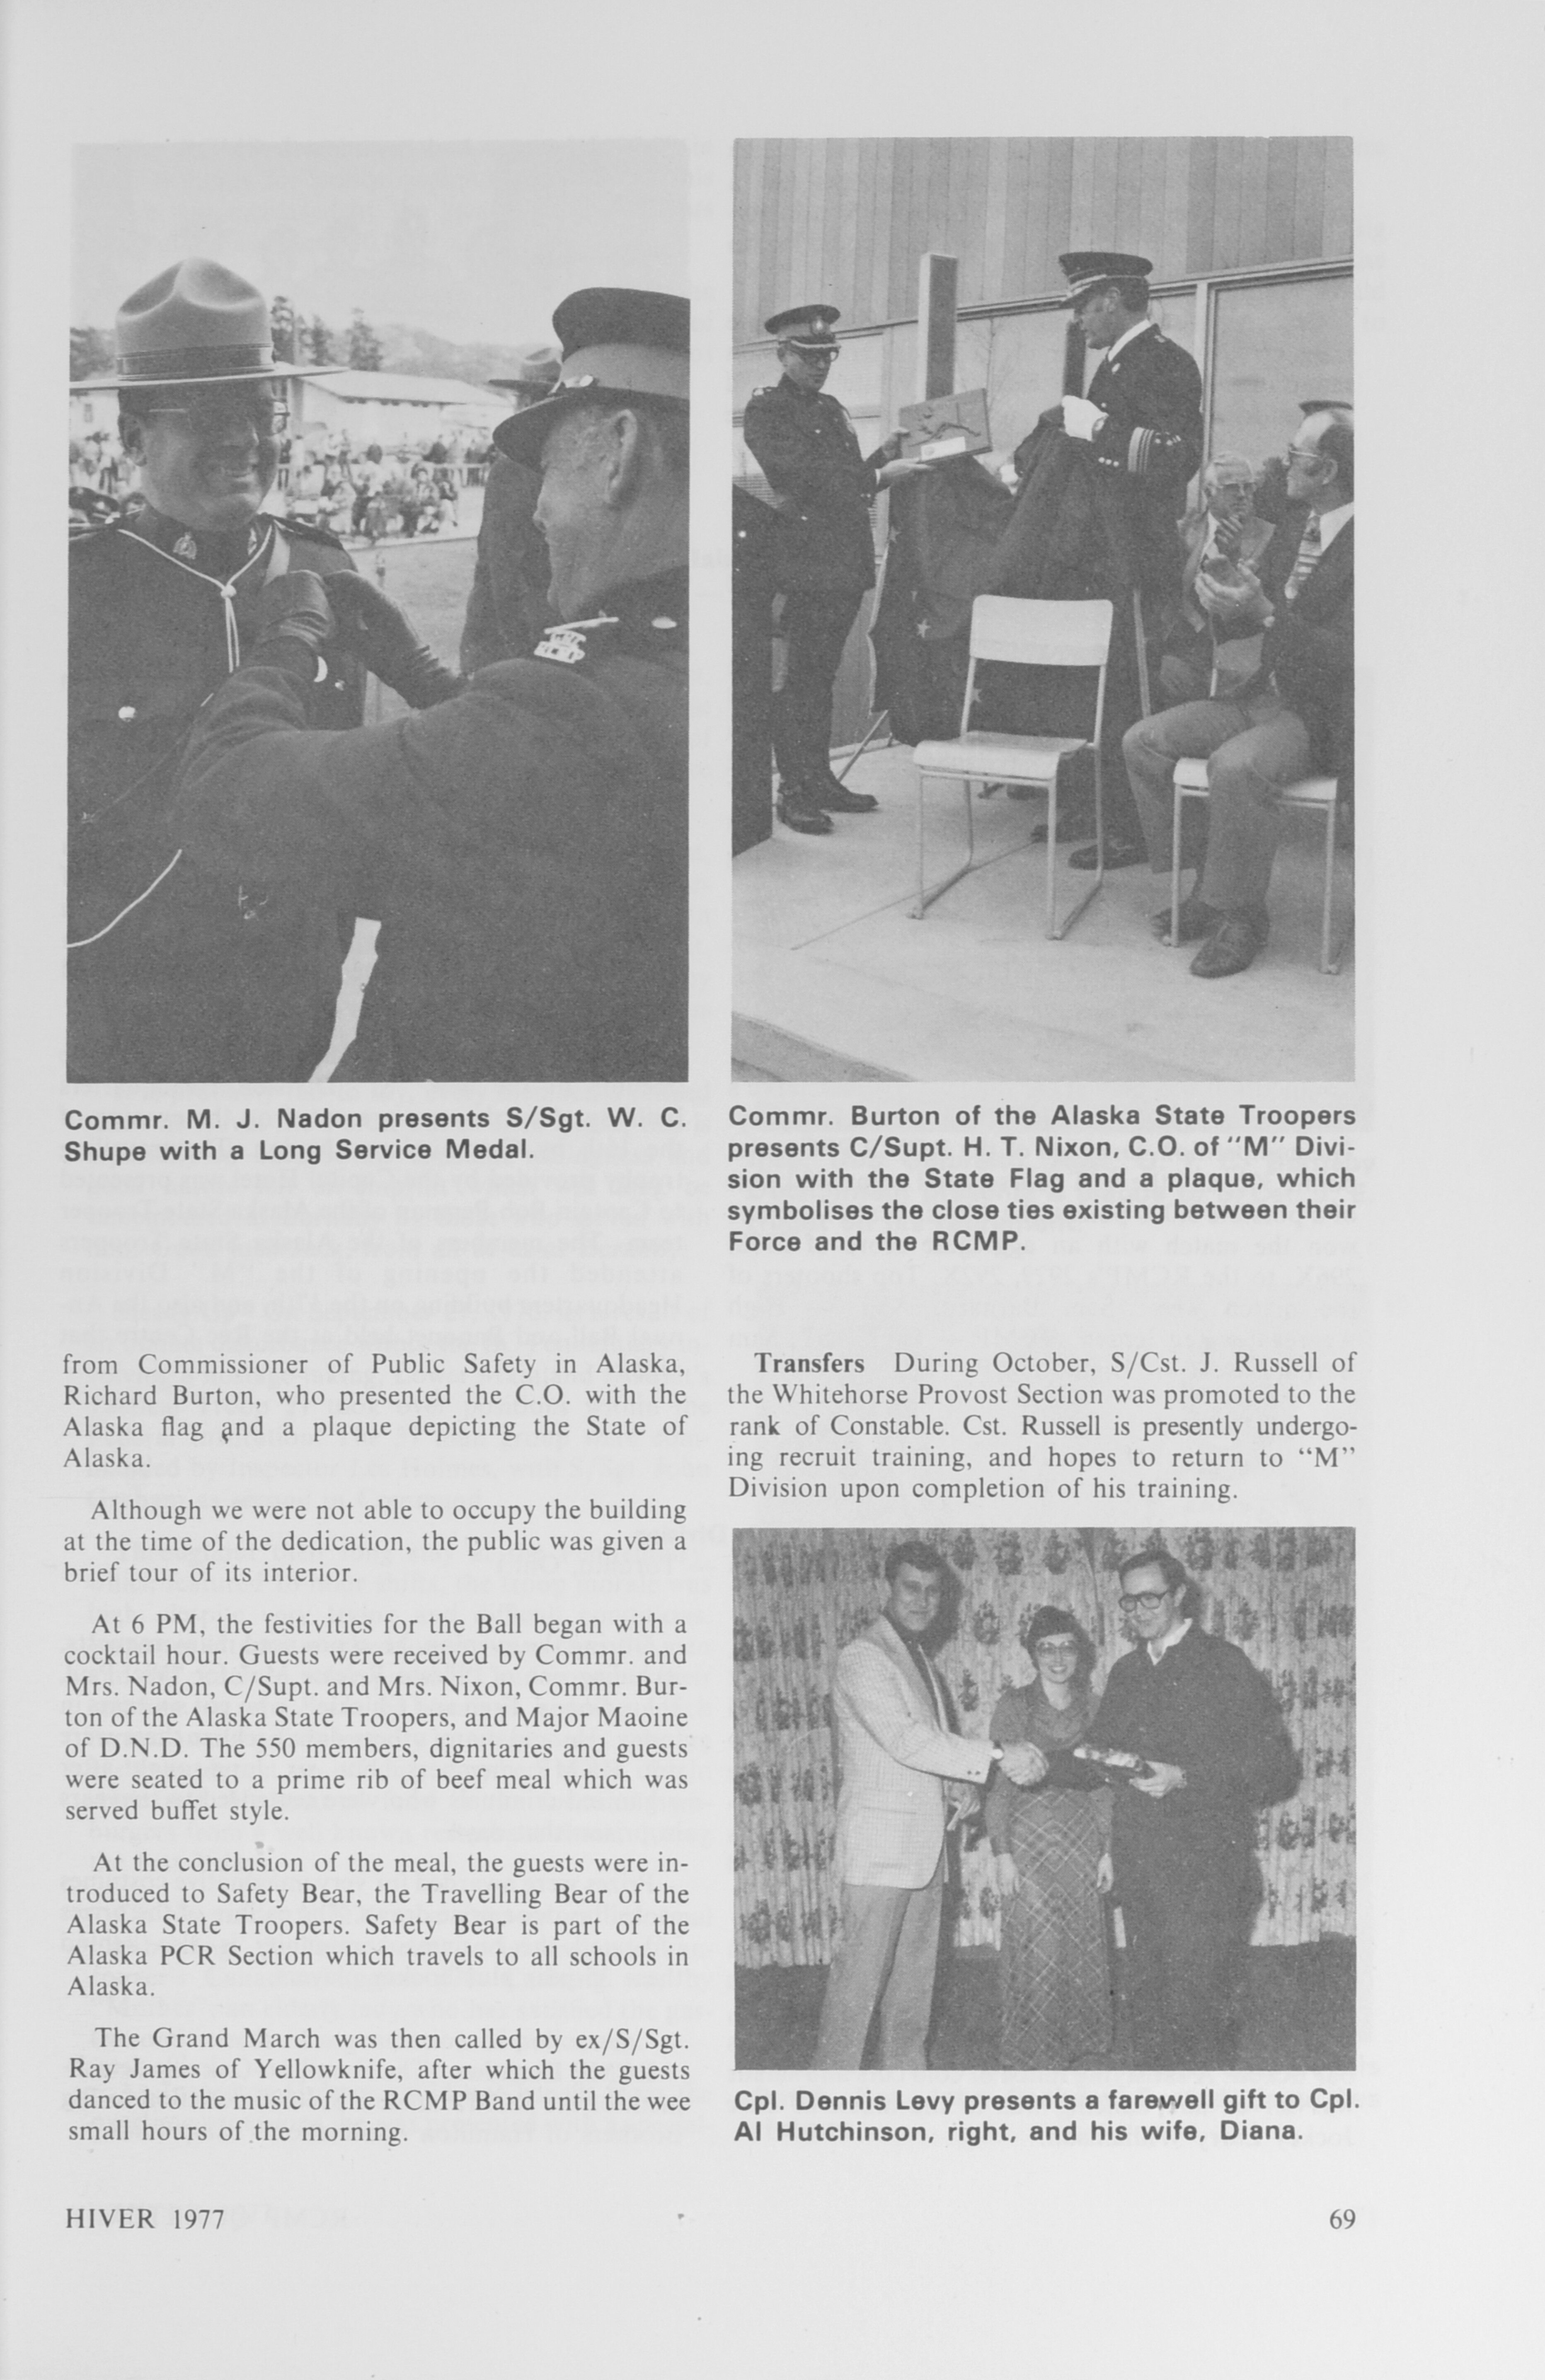 Commr. M. J. Nadon presents S/Sgt. W. C.
Shupe with a Long Service Medal.
Commr. Burton of the Alaska State Troopers
presents C/Supt. H. T. Nixon, C.O. of "M" Divi-
sion with the State Flag and a plaque, which
symbolises the close ties existing between their
Force and the RCMP.
from Commissioner of Public Safety in Alaska,
Richard Burton, who presented the C.O. with the
Alaska flag and a plaque depicting the State of
Alaska.
Although we were not able to occupy the building
at the time of the dedication, the public was given a
brief tour of its interior.
At 6 PM, the festivities for the Ball began with a
cocktail hour. Guests were received by Commr. and
Mrs. Nadon, C/Supt. and Mrs. Nixon, Commr. Bur-
ton of the Alaska State Troopers, and Major Maoine
of D.N.D. The 550 members, dignitaries and guests
were seated to a prime rib of beef meal which was
served buffet style.
At the conclusion of the meal, the guests were in-
troduced to Safety Bear, the Travelling Bear of the
Alaska State Troopers. Safety Bear is part of the
Alaska PCR Section which travels to all schools in
Alaska.
The Grand March was then called by ex/S/Sgt.
Ray James of Yellowknife, after which the guests
danced to the music of the RCMP Band until the wee
small hours of the morning.
Transfers During October, S/Cst. J. Russell of
the Whitehorse Provost Section was promoted to the
rank of Constable. Cst. Russell is presently undergo-
ing recruit training, and hopes to return to "M"
Division upon completion of his training.
Cpl. Dennis Levy presents a farewell gift to Cpl.
Al Hutchinson, right, and his wife, Diana.
HIVER 1977
69